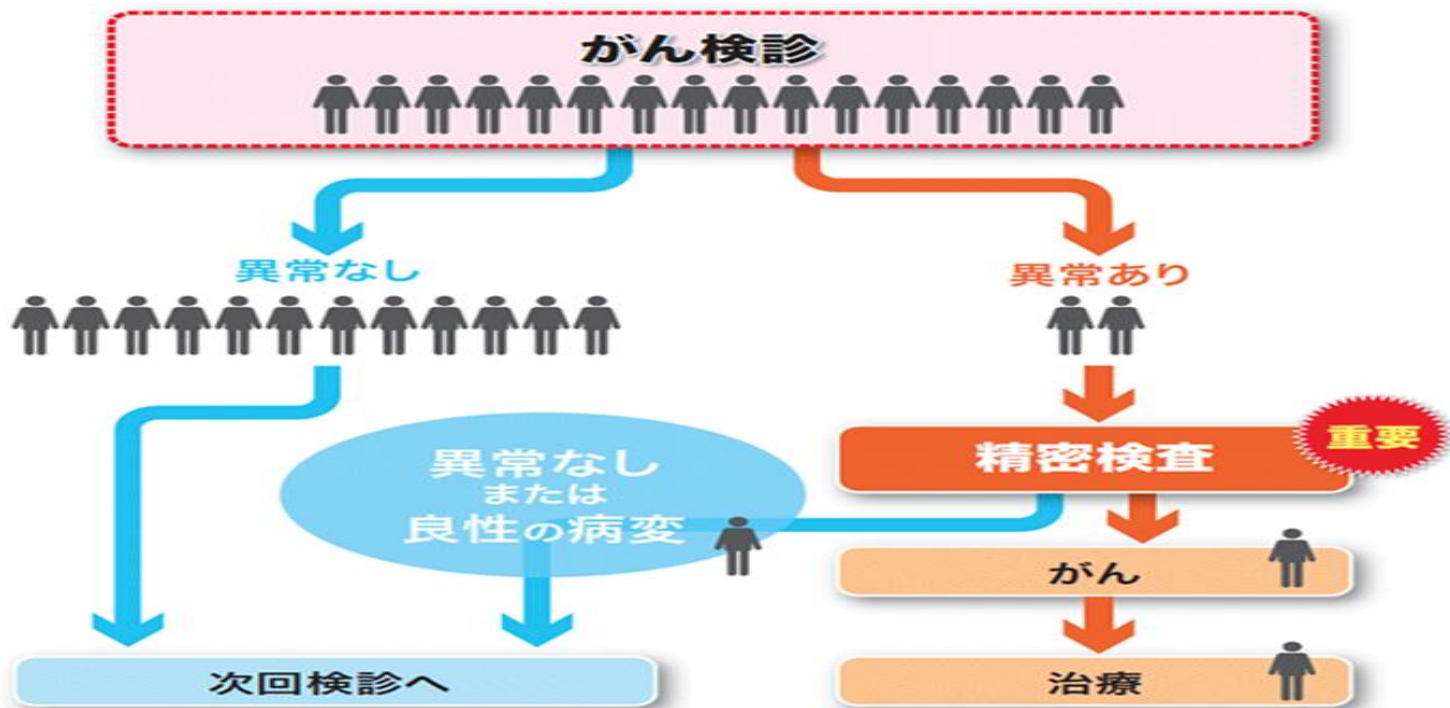 がん検診
異常なし
異常あり
精密検査
重要
異常なし
または
良性の病変
がん
次回検診へ
治療